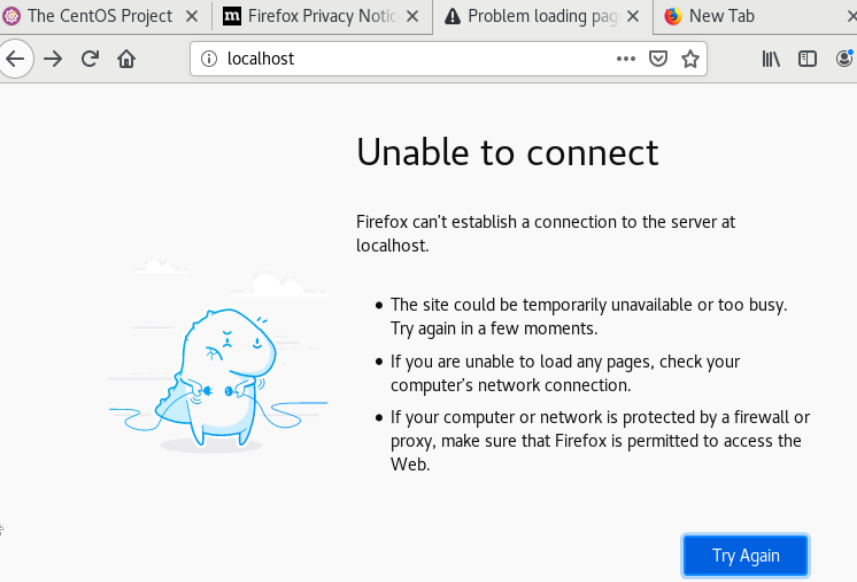 The CentOS Project
Firefox Privacy Notic
Problem loading pag
New Tab
localhost
Unable to connect
Firefox can't establish a connection to the server at
localhost.
The site could be temporarily unavailable or too busy.
Try again in a few moments.
If you are unable to load any pages, check your
computer's network connection.
If your computer or network is protected by a firewall or
proxy, make sure that Firefox is permitted to access the
Web.
Try Again